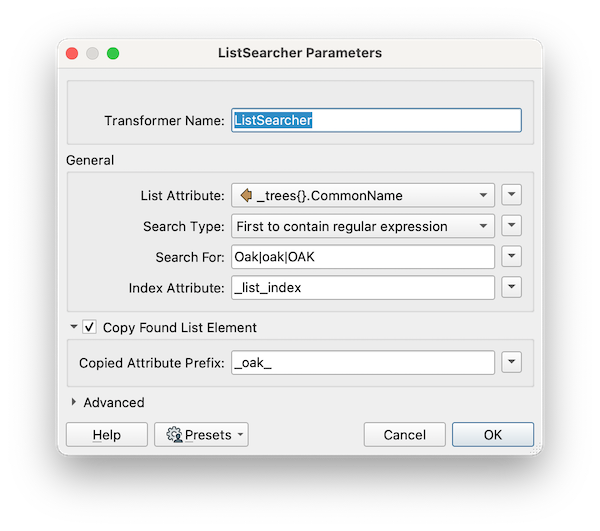 ListSearcher Parameters
Transformer Name: ListSearcher
General
List Attribute: _trees{}.CommonName
Search Type: First to contain regular expression
Search For: Oak|oak|OAK
Index Attribute: _list_index
Copy Found List Element
Copied Attribute Prefix: _oak_
Advanced
Help Presets Cancel OK